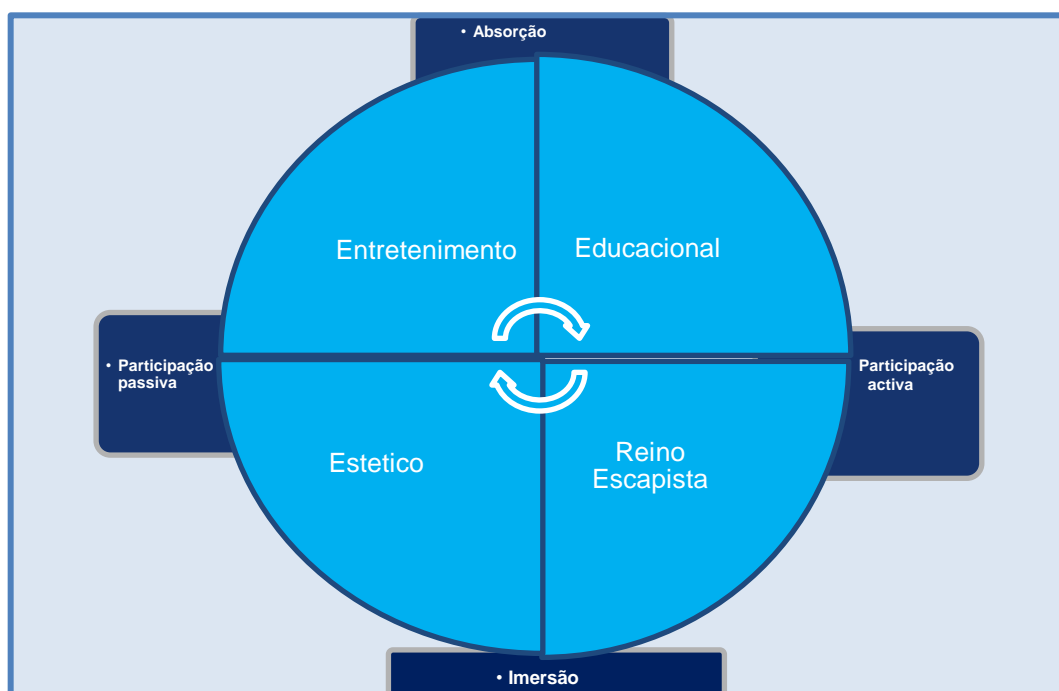 • Absorção
Entretenimento
Educacional
• Participação
passiva
Participação
activa
Estetico
Reino
Escapista
• Imersão